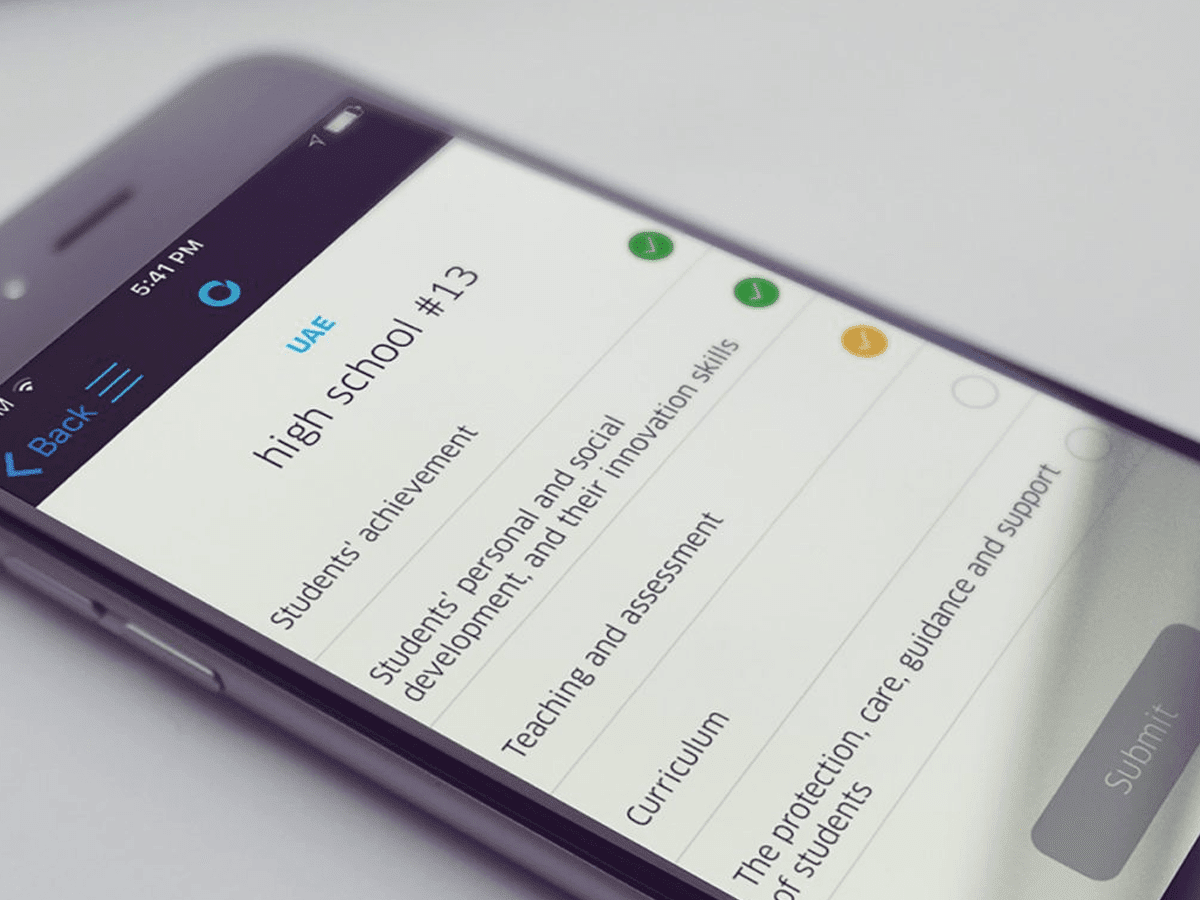 5:41 PM
Back
UAE
high school #13
Students' achievement
Students' personal and social
development, and their innovation skills
Teaching and assessment
Curriculum
The protection, care, guidance and support
of students
Submit